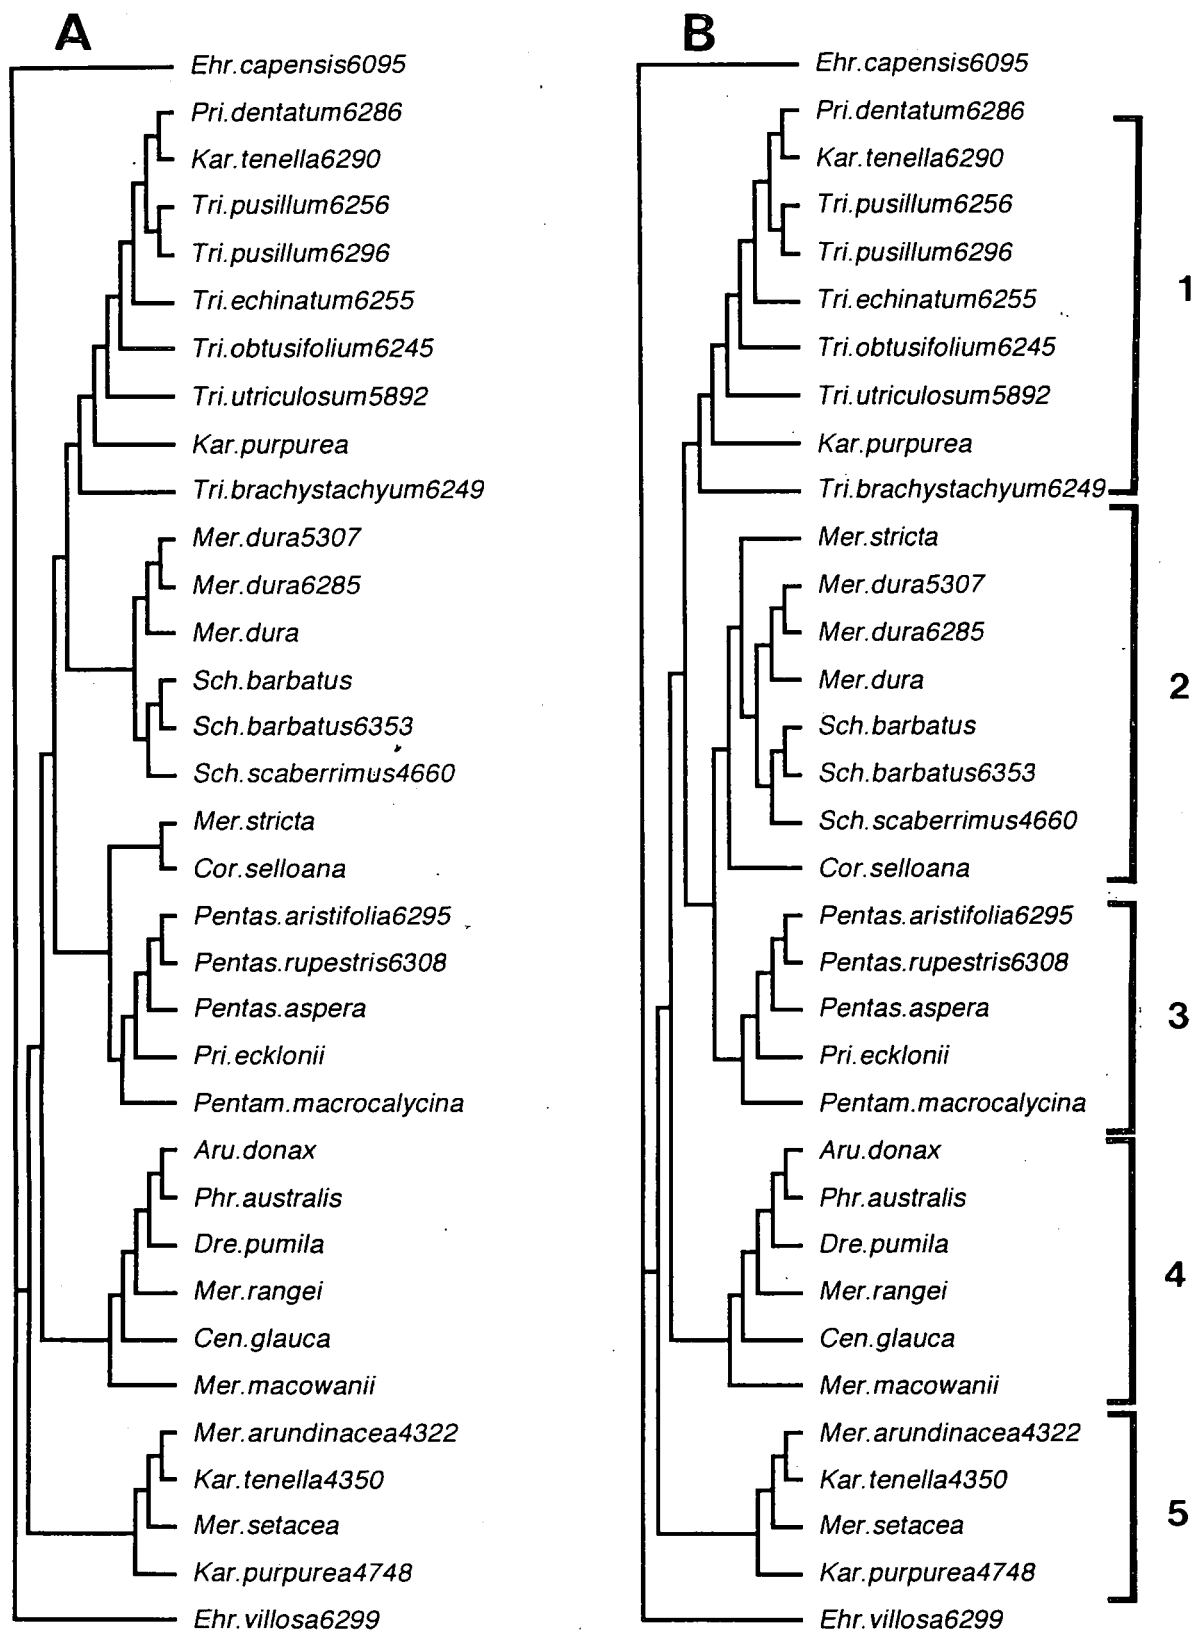 A
Ehr.capensis6095
Pri.dentatum6286
Kar.tenella6290
Tri.pusillum6256
Tri.pusillum6296
Tri.echinatum6255
Tri.obtusifolium6245
Tri.utriculosum5892
Kar.purpurea
Tri.brachystachyum6249
Mer.dura5307
Mer.dura6285
Mer.dura
Sch.barbatus
Sch.barbatus6353
Sch.scaberrimus4660
Mer.stricta
Cor.selloana
Pentas.aristifolia6295
Pentas.rupestris6308
Pentas.aspera
Pri.ecklonii
Pentam.macrocalycina
Aru.donax
Phr.australis
Dre.pumila
Mer.rangei
Cen.glauca
Mer.macowanii
Mer.arundinacea4322
Kar.tenella4350
Mer.setacea
Kar.purpurea4748
Ehr.villosa6299
B
Ehr.capensis6095
Pri.dentatum6286
Kar.tenella6290
Tri.pusillum6256
Tri.pusillum6296
Tri.echinatum6255
Tri.obtusifolium6245
Tri.utriculosum5892
Kar.purpurea
Tri.brachystachyum6249
Mer.stricta
Mer.dura5307
Mer.dura6285
Mer.dura
Sch.barbatus
Sch.barbatus6353
Sch.scaberrimus4660
Cor.selloana
Pentas.aristifolia6295
Pentas.rupestris6308
Pentas.aspera
Pri.ecklonii
Pentam.macrocalycina
Aru.donax
Phr.australis
Dre.pumila
Mer.rangei
Cen.glauca
Mer.macowanii
Mer.arundinacea4322
Kar.tenella4350
Mer.setacea
Kar.purpurea4748
Ehr.villosa6299
1
2
3
4
5